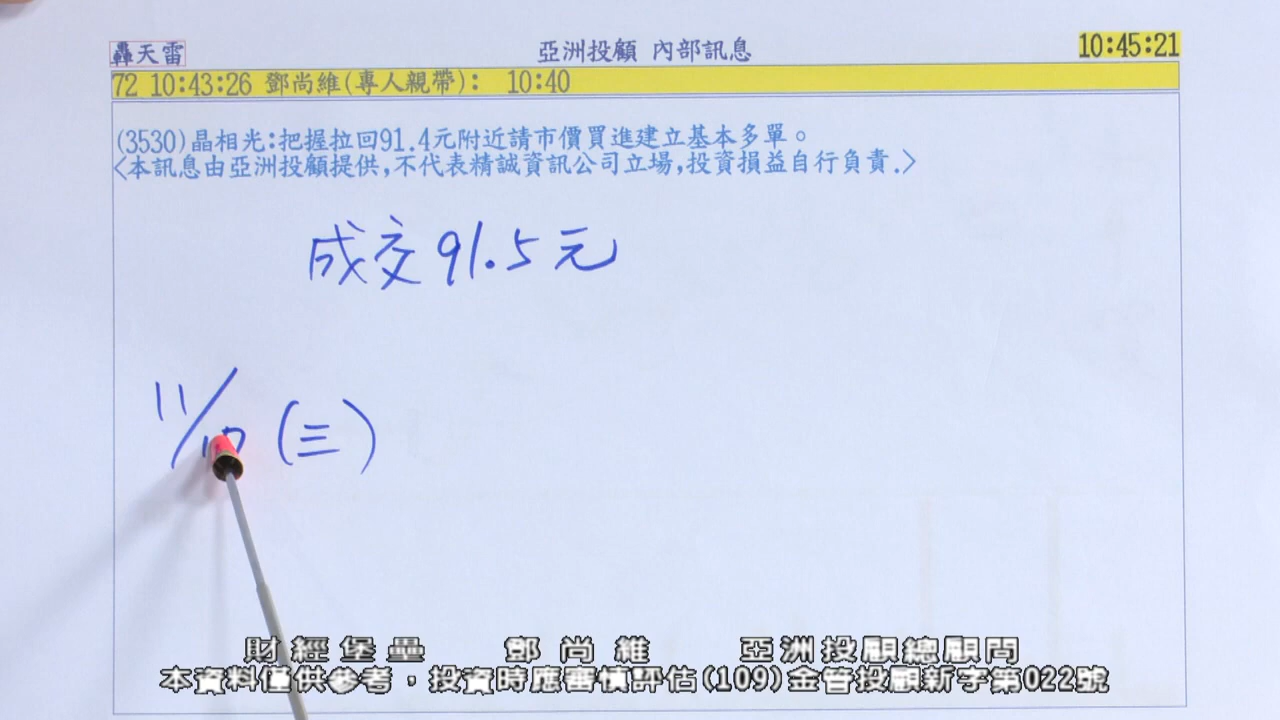 轟天雷
亞洲投顧 內部訊息
10:45:21
72 10:43:26 鄧尚維(專人親帶): 10:40
(3530)晶相光:把握拉回91.4元附近請市價買進建立基本多單。
<本訊息由亞洲投顧提供,不代表精誠資訊公司立場,投資損益自行負責.>
成交91.5元
11/10 (三)
財經堡壘 鄧尚維 亞洲投顧總顧問
本資料僅供參考，投資時應審慎評估(109)金管投顧新字第022號